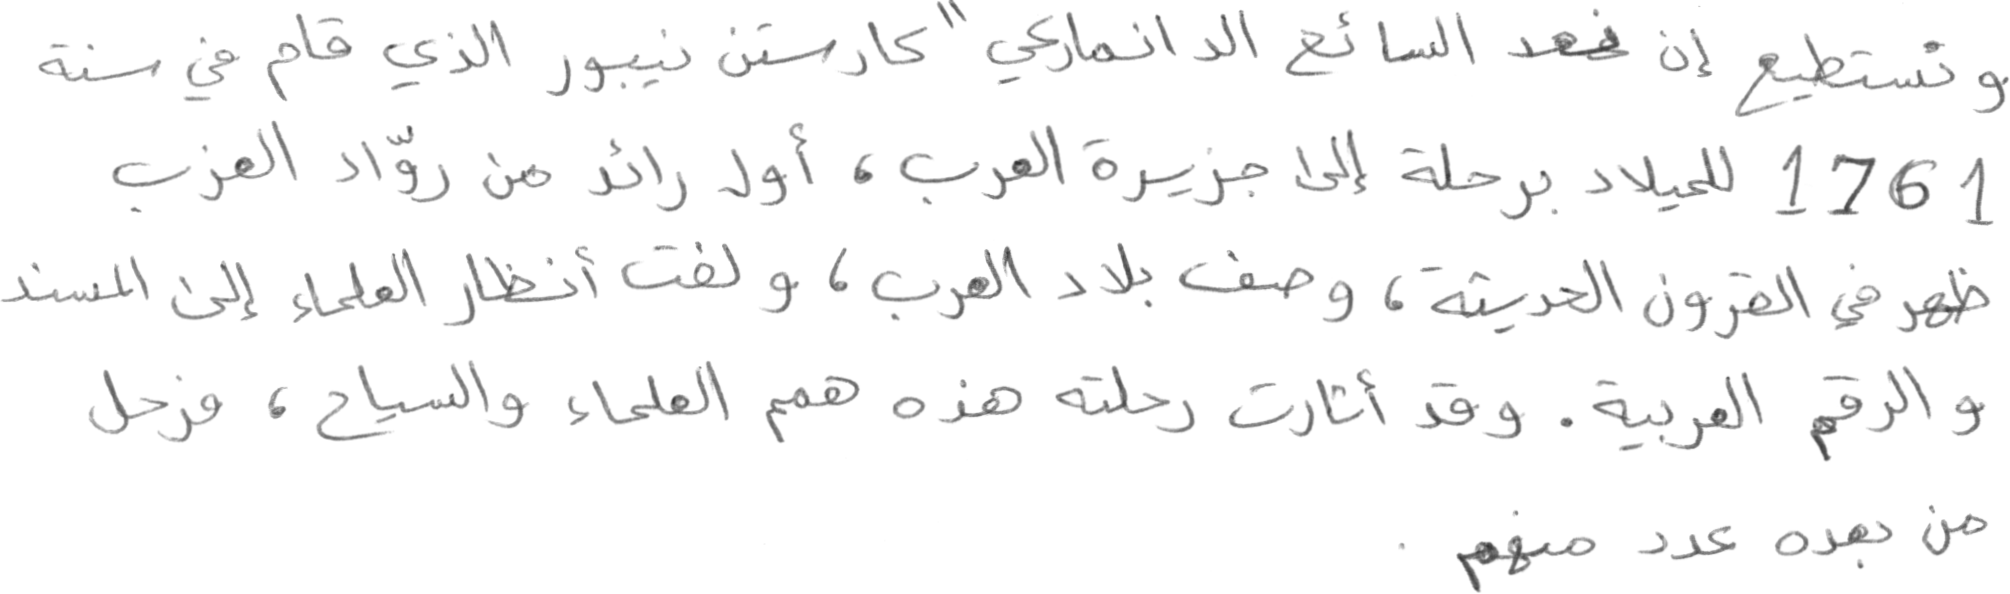 ونستطيع إن نعد السائح الدانماركي "كارستن نيبور الذي قام في سنة
1761 للميلاد برحلة إلى جزيرة العرب، أول رائد من روّاد الغرب
ظهر في القرون الحديثة، وصف بلاد العرب، ولفت أنظار العلماء إلى المسند
والرقم العربية. وقد أثارت رحلته هذه همم العلماء والسياح، فرحل
من بعده عدد منهم.